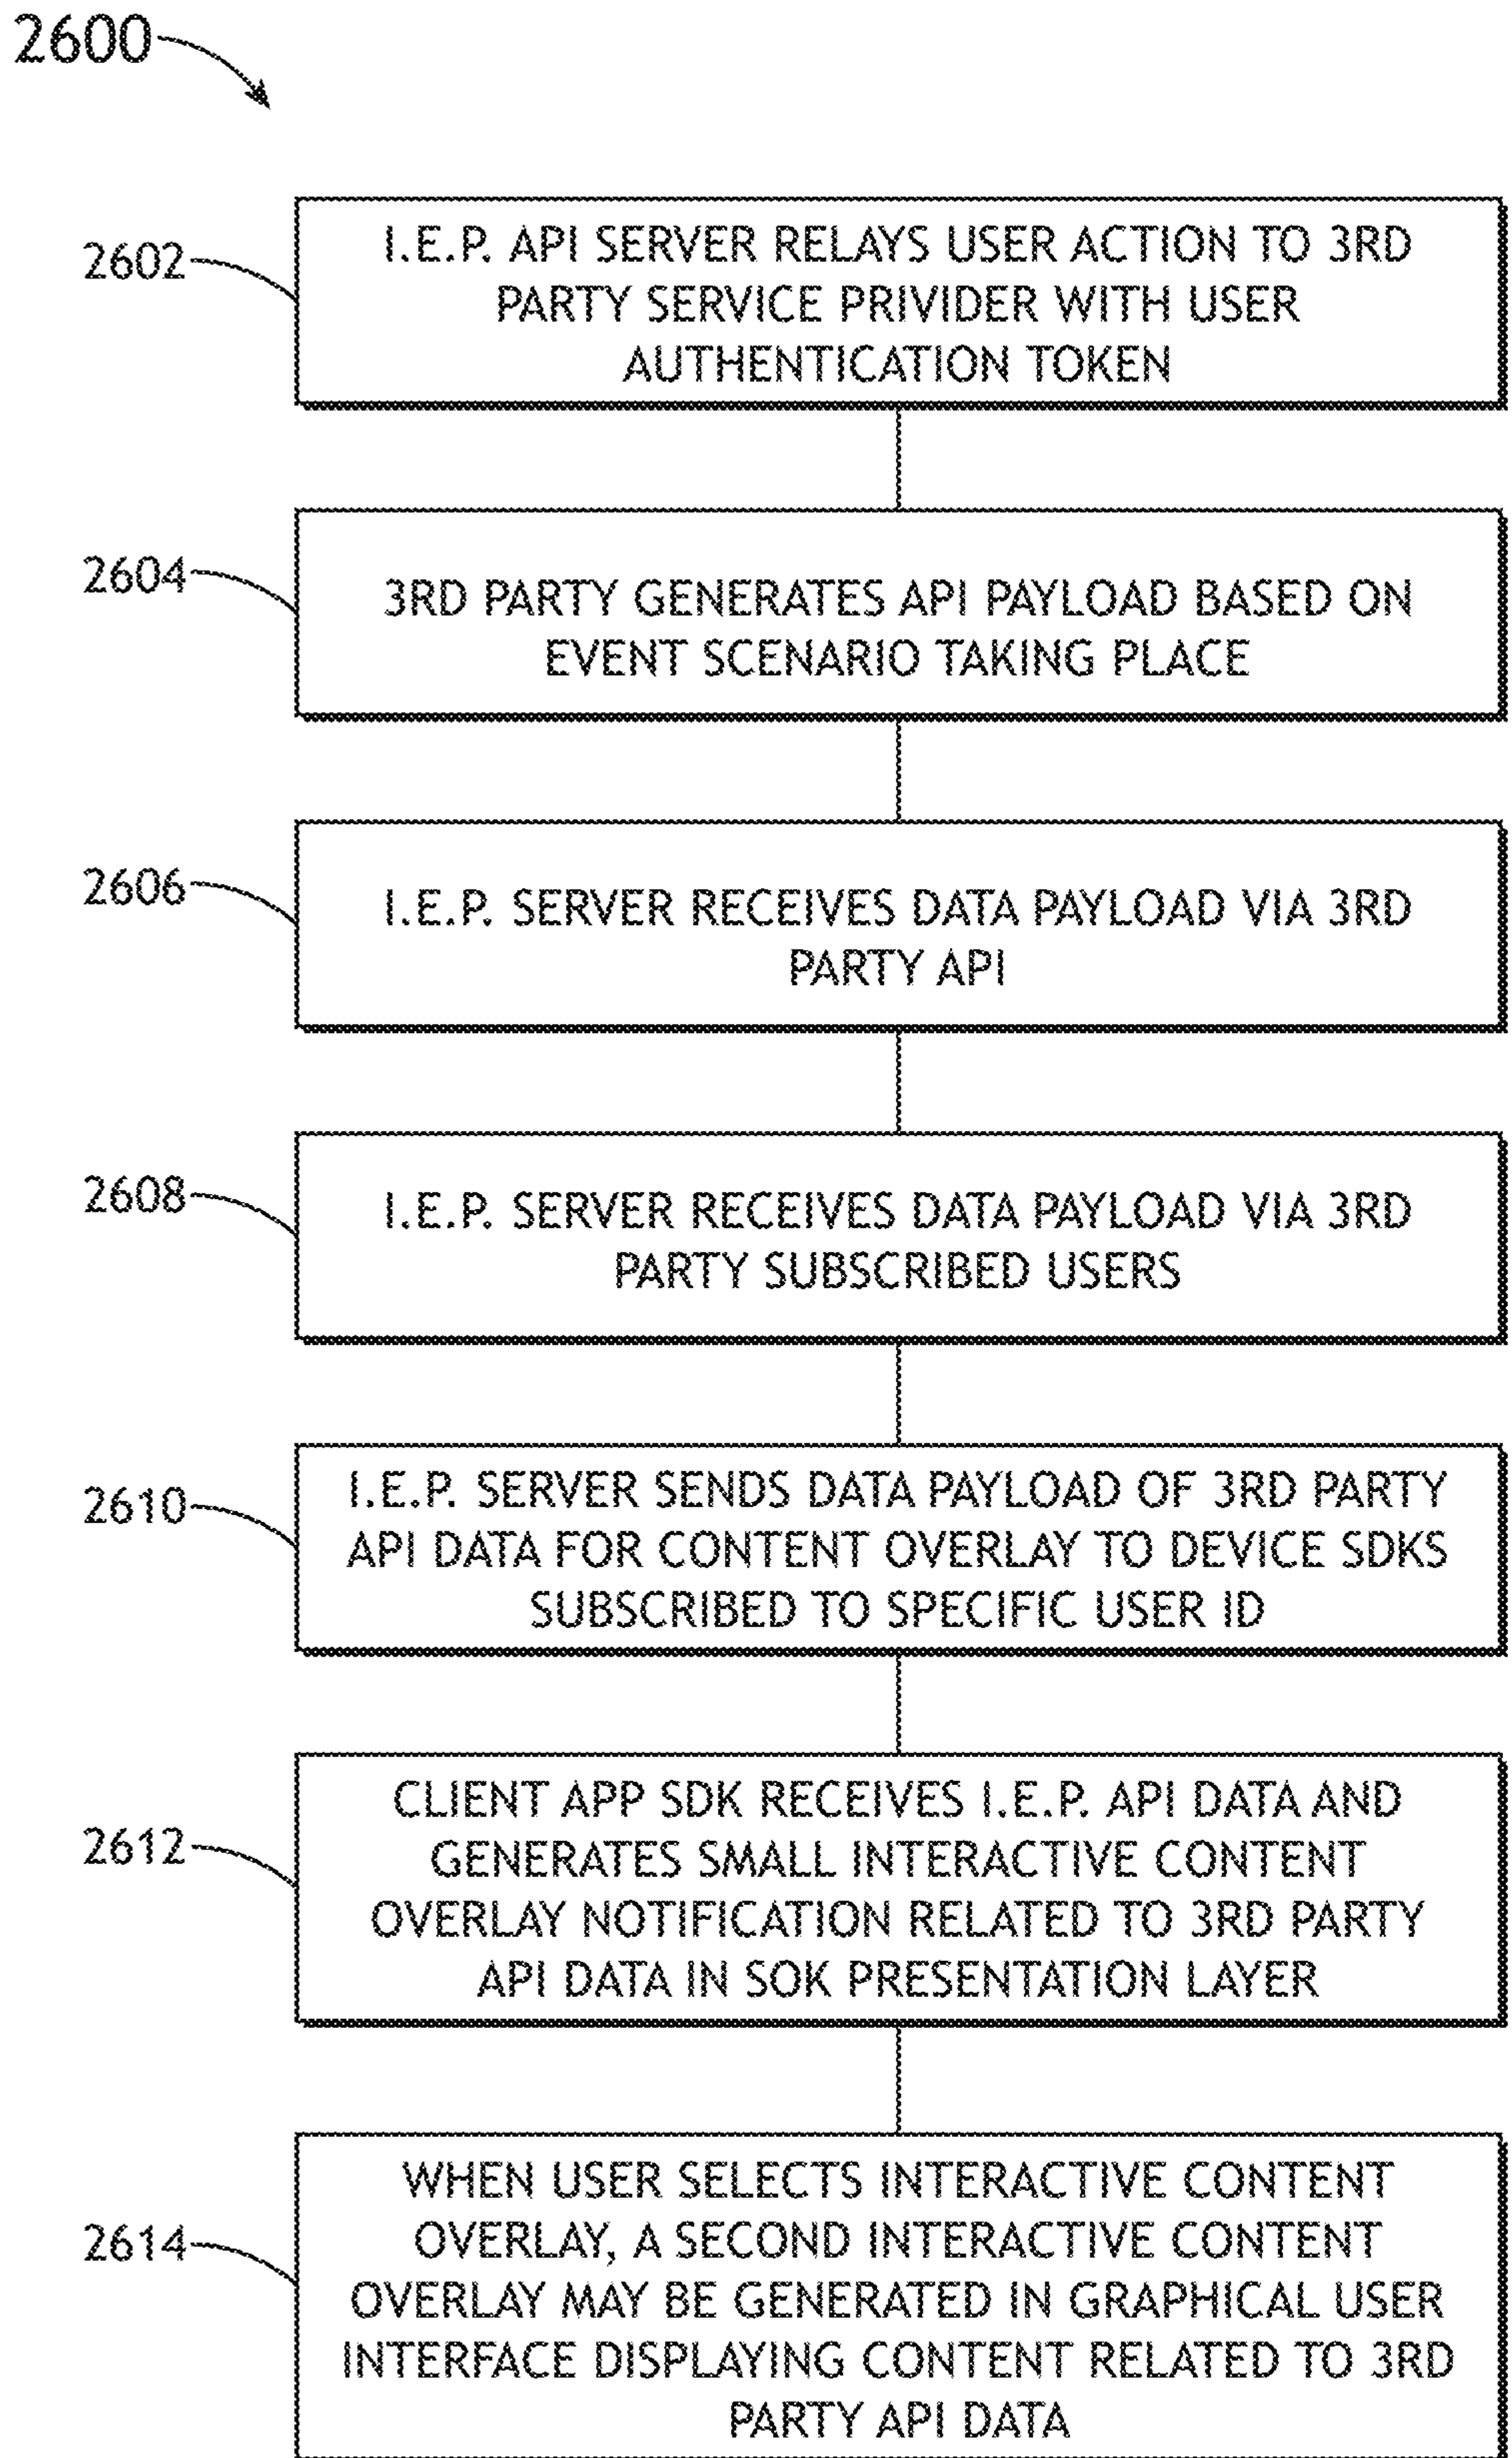 2600
2602
I.E.P. API SERVER RELAYS USER ACTION TO 3RD
PARTY SERVICE PRIVIDER WITH USER
AUTHENTICATION TOKEN
2604
3RD PARTY GENERATES API PAYLOAD BASED ON
EVENT SCENARIO TAKING PLACE
2606
I.E.P. SERVER RECEIVES DATA PAYLOAD VIA 3RD
PARTY API
2608
I.E.P. SERVER RECEIVES DATA PAYLOAD VIA 3RD
PARTY SUBSCRIBED USERS
2610
I.E.P. SERVER SENDS DATA PAYLOAD OF 3RD PARTY
API DATA FOR CONTENT OVERLAY TO DEVICE SDKS
SUBSCRIBED TO SPECIFIC USER ID
2612
CLIENT APP SDK RECEIVES I.E.P. API DATA AND
GENERATES SMALL INTERACTIVE CONTENT
OVERLAY NOTIFICATION RELATED TO 3RD PARTY
API DATA IN SOK PRESENTATION LAYER
2614
WHEN USER SELECTS INTERACTIVE CONTENT
OVERLAY, A SECOND INTERACTIVE CONTENT
OVERLAY MAY BE GENERATED IN GRAPHICAL USER
INTERFACE DISPLAYING CONTENT RELATED TO 3RD
PARTY API DATA